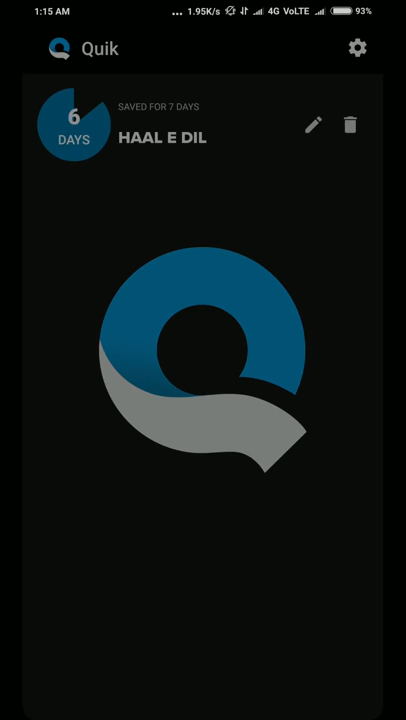 1:15 AM ... 1.95K/s 4G VoLTE 93%
Quik
SAVED FOR 7 DAYS
6
DAYS
HAAL E DIL